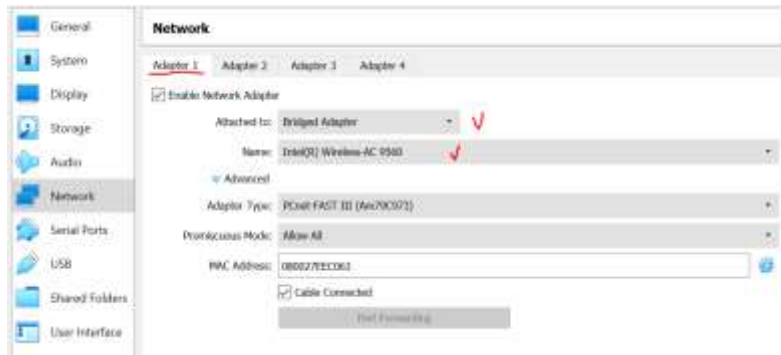 General
System
Display
Storage
Audio
Network
Serial Ports
USB
Shared Folders
User Interface
Network
Adapter 1 Adapter 2 Adapter 3 Adapter 4
Enable Network Adapter
Attached to: Bridged Adapter
Name: Intel(R) Wireless-AC 9560
Advanced
Adapter Type: PCnet-FAST III (Am79C973)
Promiscuous Mode: Allow All
MAC Address:
Cable Connected
Port Forwarding